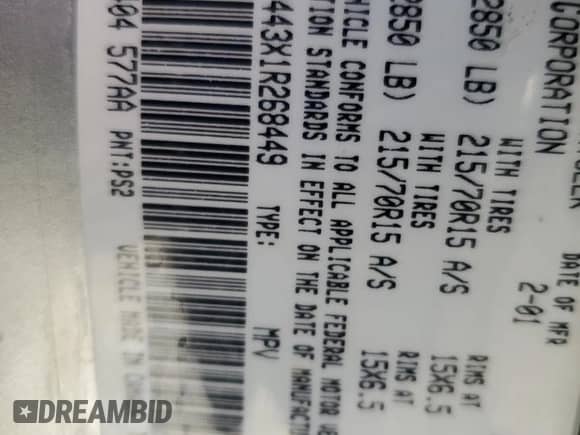 CORPORATION
DATE OF MFR
2-01
2850 LB)
WITH TIRES
215/70R15 A/S
RIMS AT
15X6.5
2850 LB)
WITH TIRES
215/70R15 A/S
RIMS AT
15X6.5
CONFORMS TO ALL APPLICABLE FEDERAL MOTOR
STANDARDS IN EFFECT ON THE DATE OF
443X1R268449
TYPE:
MPV
577AA
PNT:PS2
VEHICLE MADE IN
DREAMBID